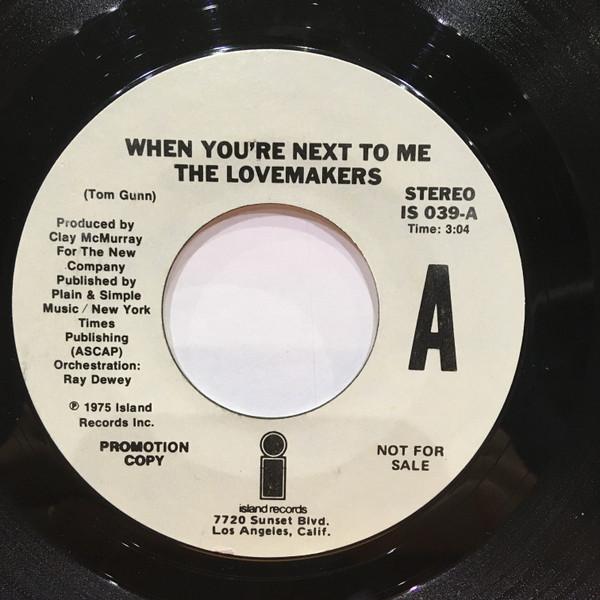 WHEN YOU'RE NEXT TO ME
THE LOVEMAKERS
(Tom Gunn)
STEREO
IS 039-A
Time: 3:04
Produced by
Clay McMurray
For The New
Company
Published by
Plain & Simple
Music / New York
Times
Publishing
(ASCAP)
Orchestration:
Ray Dewey
A
℗ 1975 Island
Records Inc.
PROMOTION
COPY
NOT FOR
SALE
i
island records
7720 Sunset Blvd.
Los Angeles, Calif.